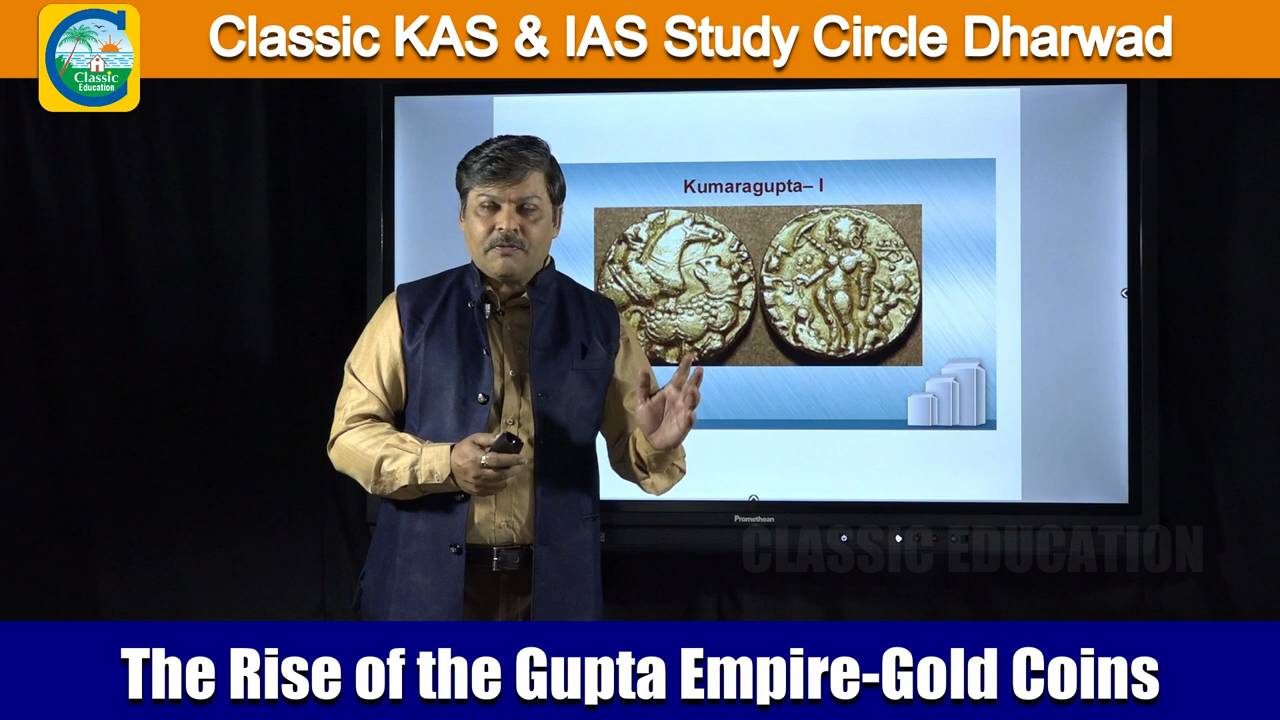 Classic KAS & IAS Study Circle Dharwad
Classic
Education
Kumaragupta– I
Promethean
CLASSIC EDUCATION
The Rise of the Gupta Empire-Gold Coins